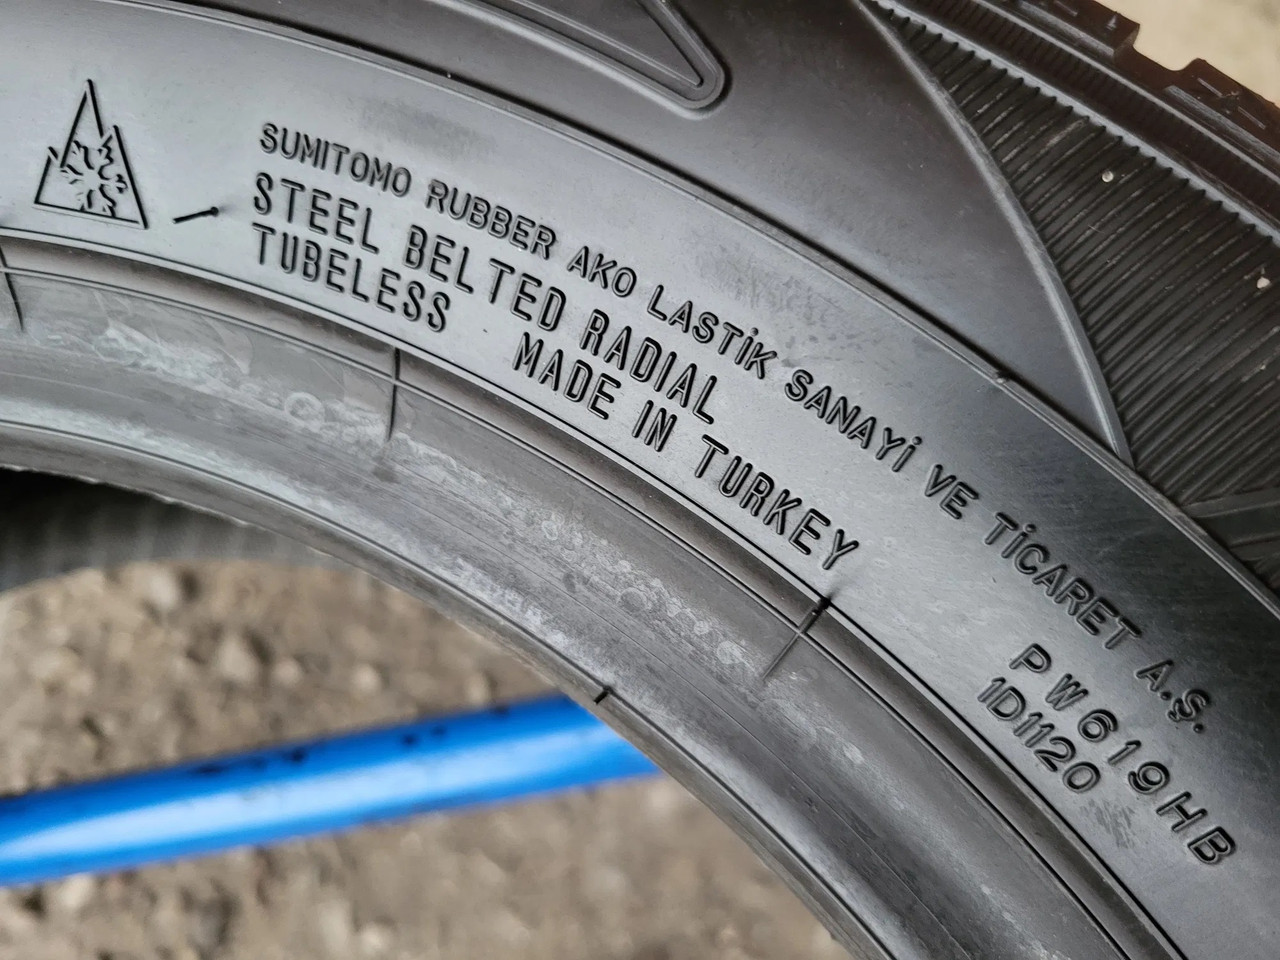 SUMITOMO RUBBER AKO LASTİK SANAYİ VE TİCARET A.Ş.
STEEL BELTED RADIAL
TUBELESS MADE IN TURKEY
PW619HB
1D1120